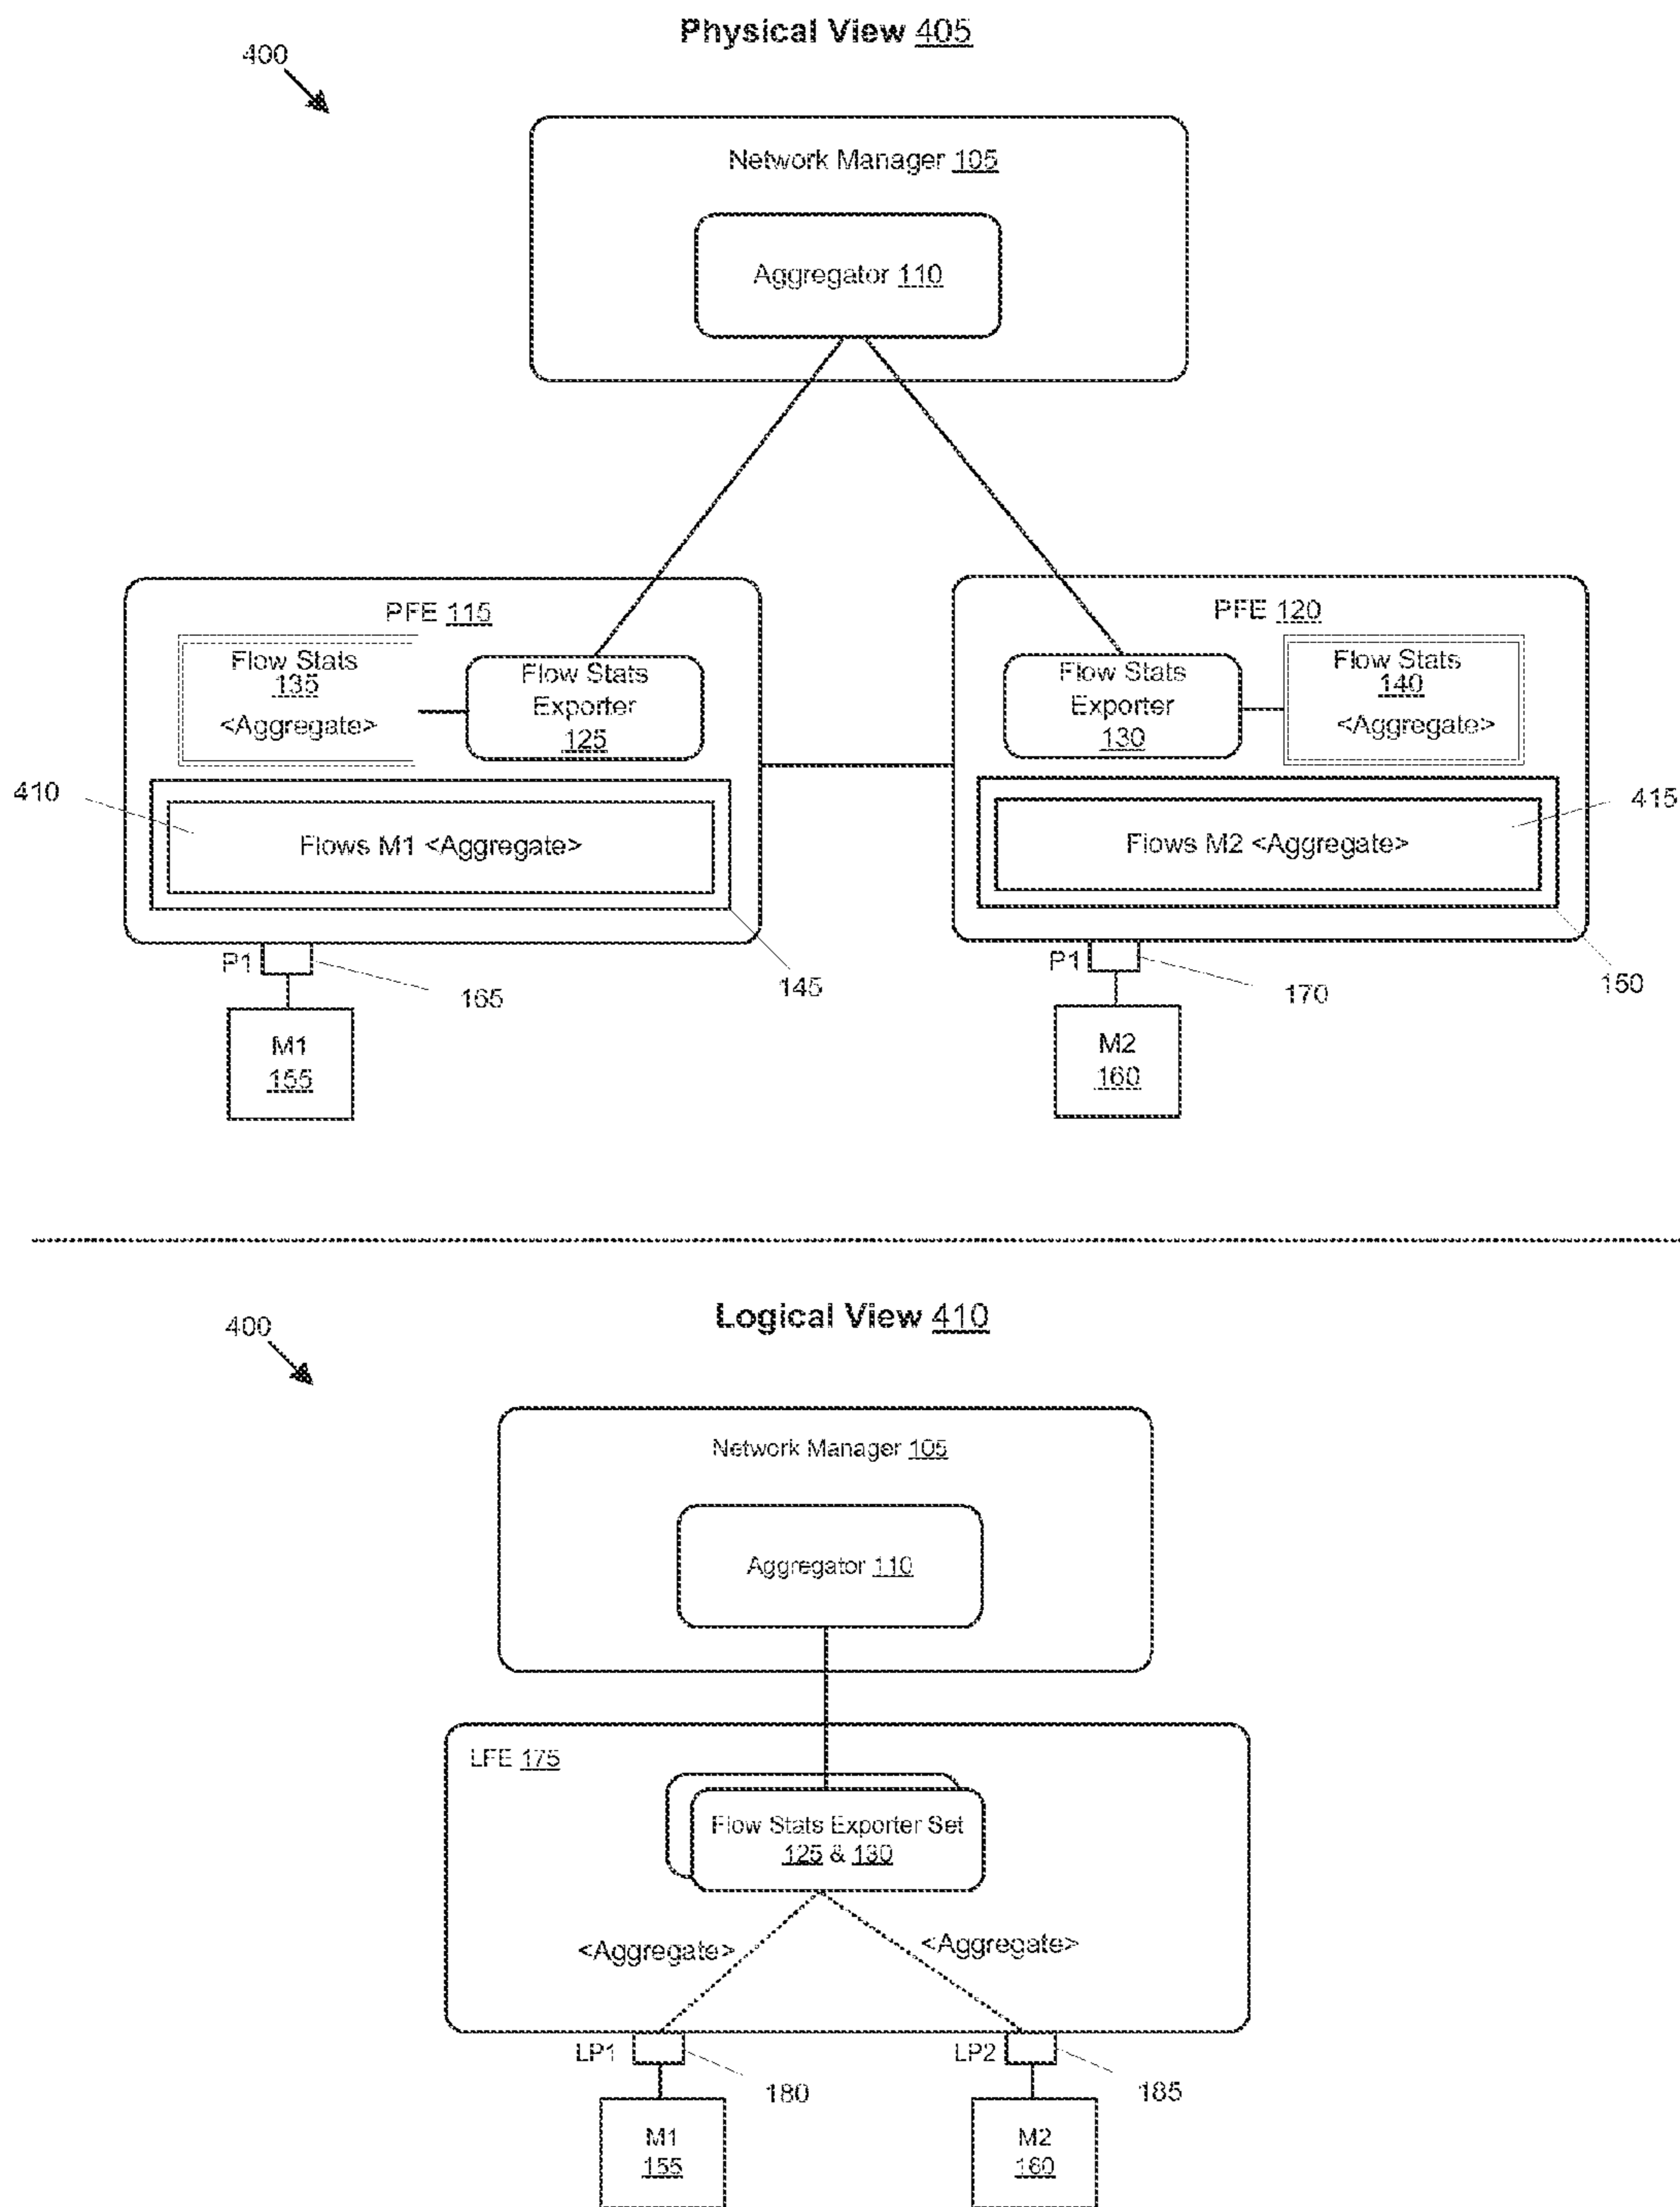 Physical View 405
400
Network Manager 105
Aggregator 110
PFE 115
Flow Stats
135
<Aggregate>
Flow Stats
Exporter
125
PFE 120
Flow Stats
Exporter
130
Flow Stats
140
<Aggregate>
410
Flows M1 <Aggregate>
Flows M2 <Aggregate>
415
P1
165
145
P1
170
150
M1
155
M2
160
Logical View 410
400
Network Manager 105
Aggregator 110
LFE 175
Flow Stats Exporter Set
125 & 130
<Aggregate>
<Aggregate>
LP1
180
LP2
185
M1
155
M2
160